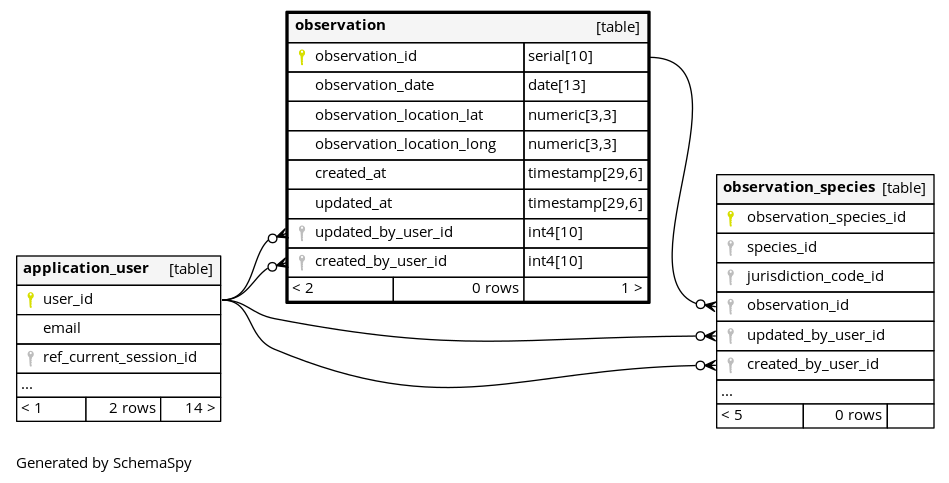 observation [table]
observation_id serial[10]
observation_date date[13]
observation_location_lat numeric[3,3]
observation_location_long numeric[3,3]
created_at timestamp[29,6]
updated_at timestamp[29,6]
updated_by_user_id int4[10]
created_by_user_id int4[10]
< 2 0 rows 1 >
application_user [table]
user_id
email
ref_current_session_id
...
< 1 2 rows 14 >
observation_species [table]
observation_species_id
species_id
jurisdiction_code_id
observation_id
updated_by_user_id
created_by_user_id
...
< 5 0 rows
Generated by SchemaSpy